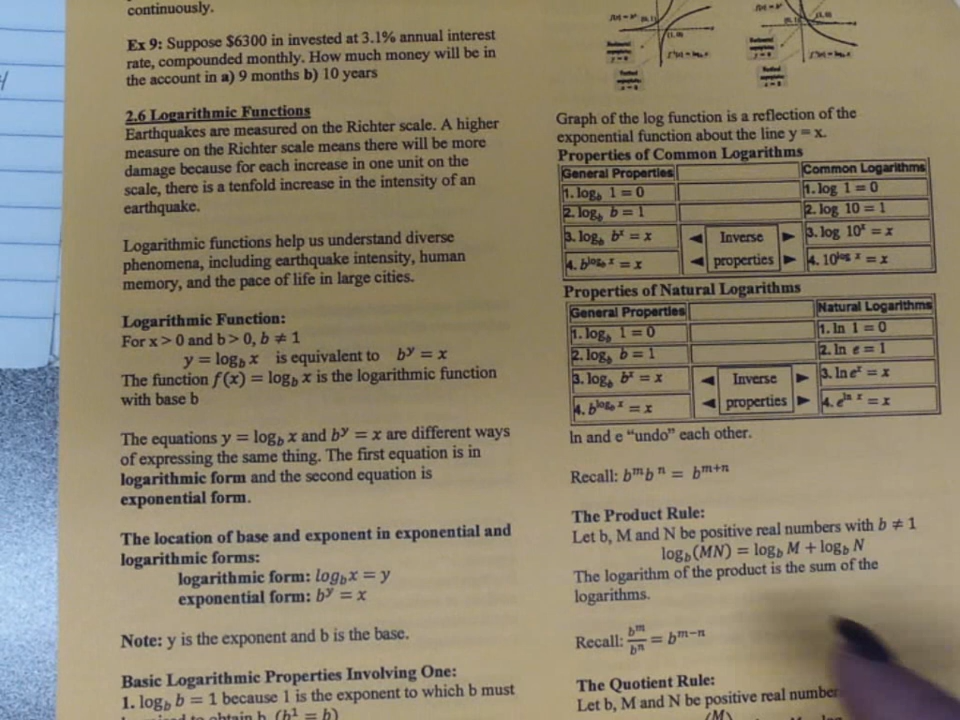 continuously.
Ex 9: Suppose $6300 in invested at 3.1% annual interest
rate, compounded monthly. How much money will be in
the account in a) 9 months b) 10 years
2.6 Logarithmic Functions
Earthquakes are measured on the Richter scale. A higher
measure on the Richter scale means there will be more
damage because for each increase in one unit on the
scale, there is a tenfold increase in the intensity of an
earthquake.
Logarithmic functions help us understand diverse
phenomena, including earthquake intensity, human
memory, and the pace of life in large cities.
Logarithmic Function:
For x > 0 and b > 0, b ≠ 1
y = log_b x is equivalent to b^y = x
The function f(x) = log_b x is the logarithmic function
with base b
The equations y = log_b x and b^y = x are different ways
of expressing the same thing. The first equation is in
logarithmic form and the second equation is
exponential form.
The location of base and exponent in exponential and
logarithmic forms:
logarithmic form: log_b x = y
exponential form: b^y = x
Note: y is the exponent and b is the base.
Basic Logarithmic Properties Involving One:
1. log_b b = 1 because 1 is the exponent to which b must
to obtain b. (b^1 = b)
Graph of the log function is a reflection of the
exponential function about the line y = x.
Properties of Common Logarithms
General Properties Common Logarithms
1. log_b 1 = 0 1. log 1 = 0
2. log_b b = 1 2. log 10 = 1
3. log_b b^x = x ◄ Inverse ► 3. log 10^x = x
4. b^(log_b x) = x ◄ properties ► 4. 10^(log x) = x
Properties of Natural Logarithms
General Properties Natural Logarithms
1. log_b 1 = 0 1. ln 1 = 0
2. log_b b = 1 2. ln e = 1
3. log_b b^x = x ◄ Inverse ► 3. ln e^x = x
4. b^(log_b x) = x ◄ properties ► 4. e^(ln x) = x
ln and e “undo” each other.
Recall: b^m b^n = b^(m+n)
The Product Rule:
Let b, M and N be positive real numbers with b ≠ 1
log_b (MN) = log_b M + log_b N
The logarithm of the product is the sum of the
logarithms.
Recall: b^m/b^n = b^(m−n)
The Quotient Rule:
Let b, M and N be positive real number